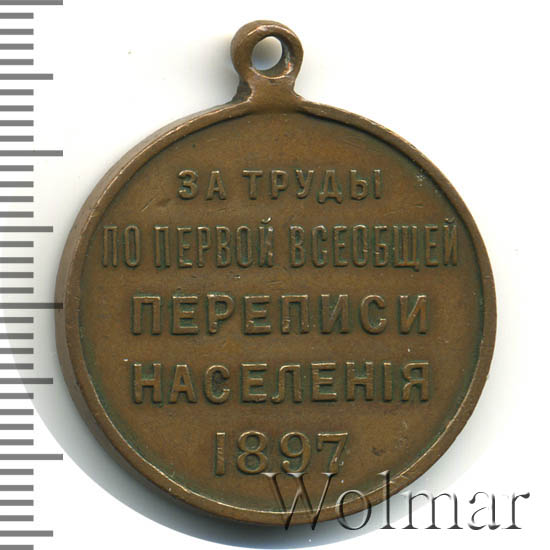 ЗА ТРУДЫ
ПО ПЕРВОЙ ВСЕОБЩЕЙ
ПЕРЕПИСИ
НАСЕЛЕНІЯ
1897
Wolmar